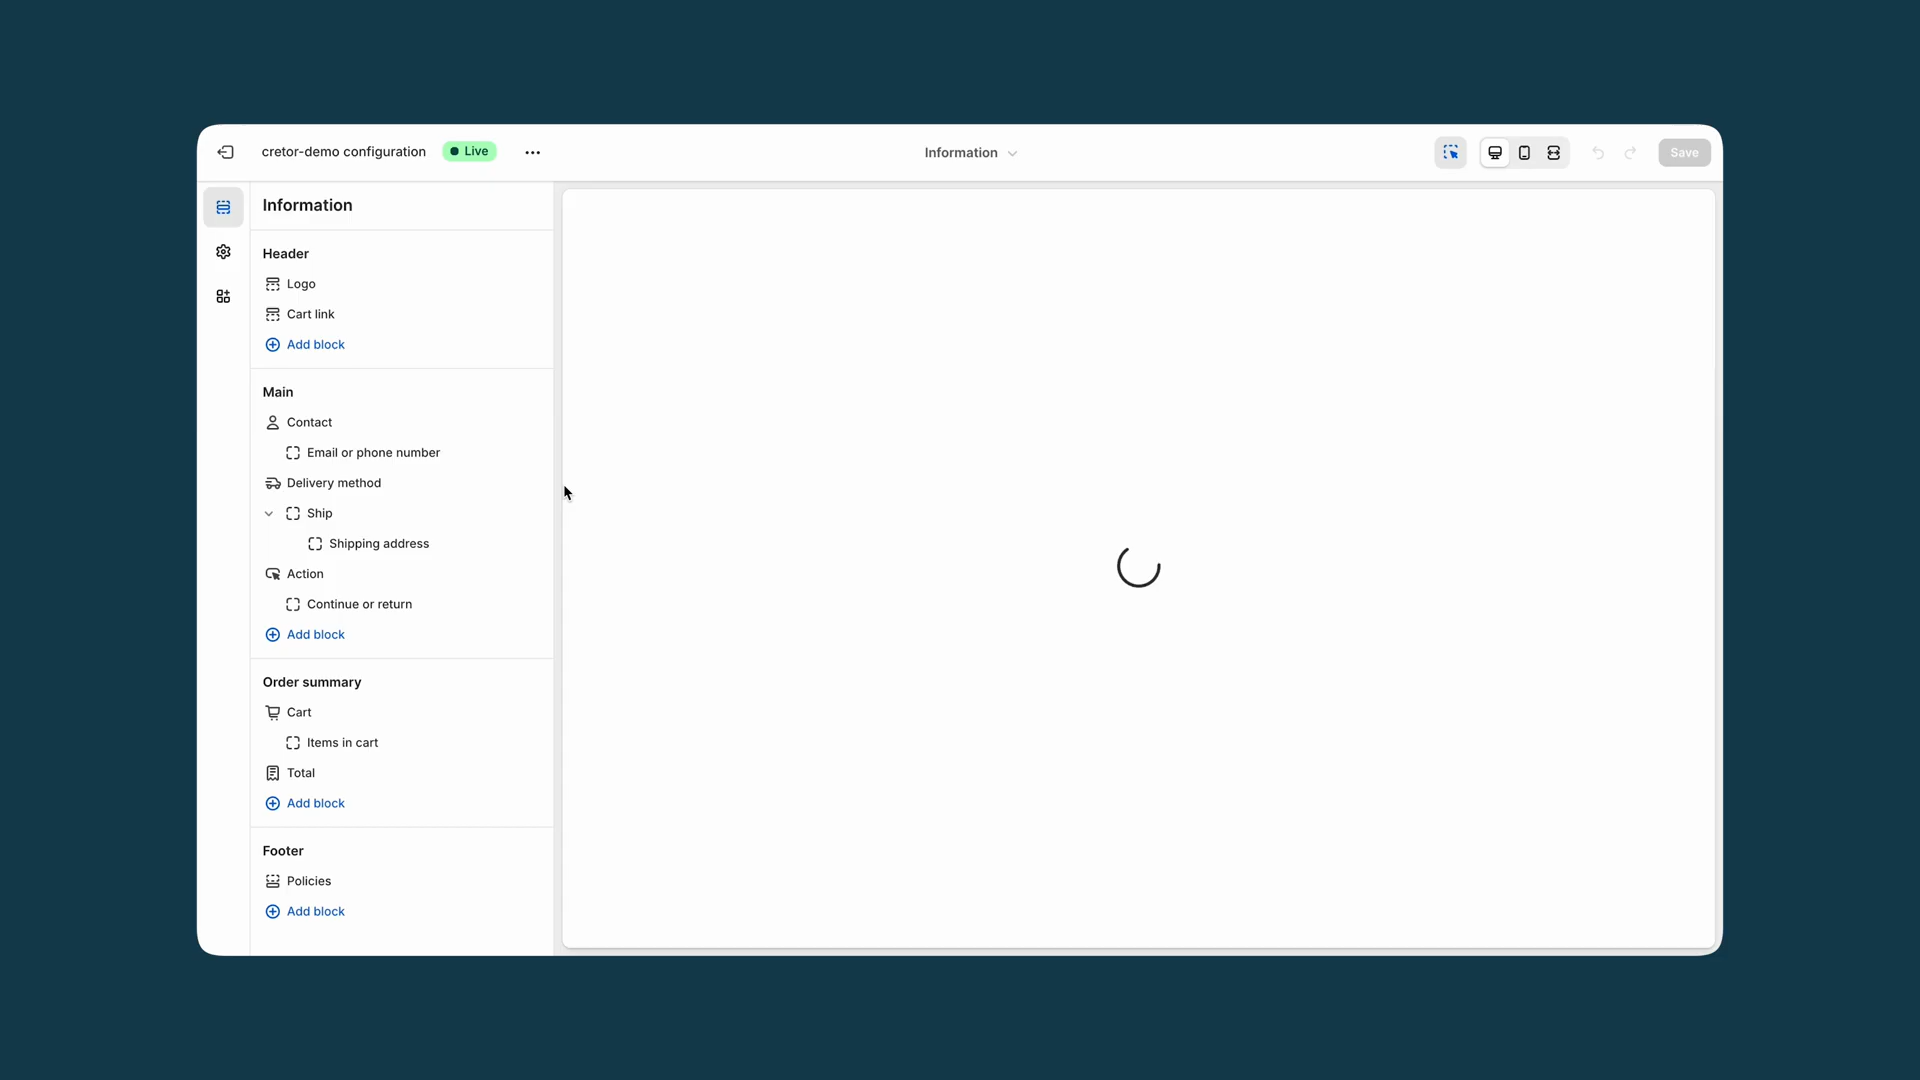 cretor-demo configuration
Live
Information
Save
Information
Header
Logo
Cart link
Add block
Main
Contact
Email or phone number
Delivery method
Ship
Shipping address
Action
Continue or return
Add block
Order summary
Cart
Items in cart
Total
Add block
Footer
Policies
Add block